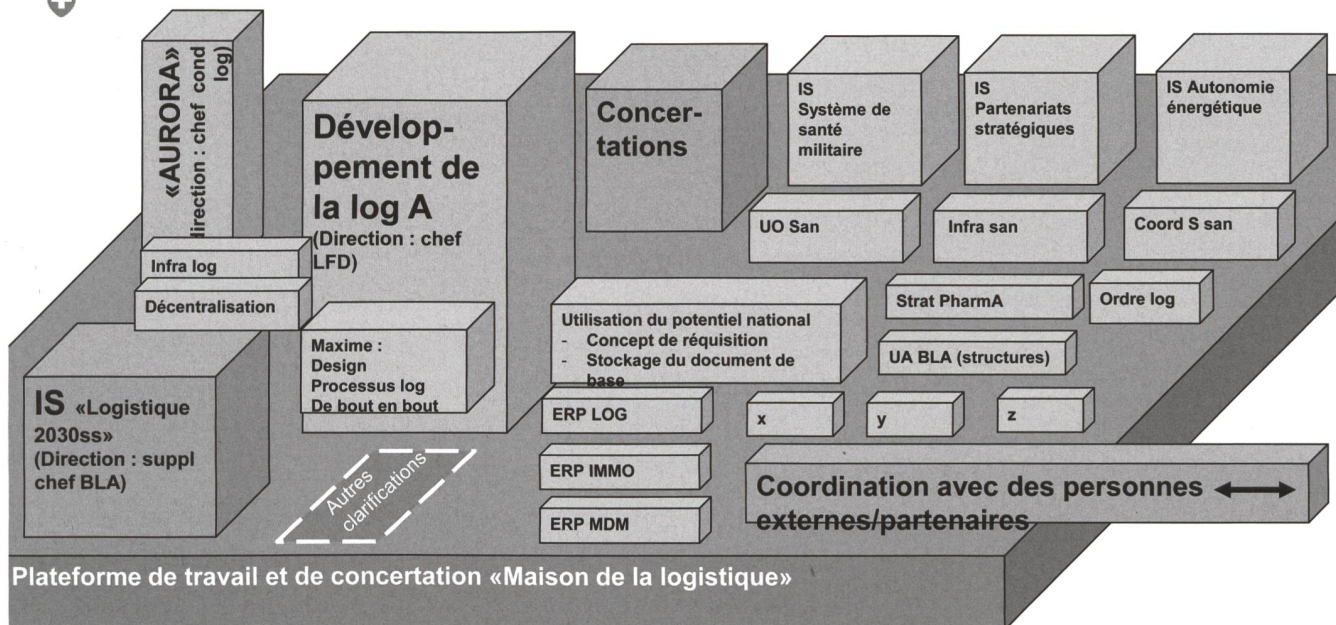 «AURORA»
direction : chef cond
log)
Dévelop-
pement de
la log A
(Direction : chef
LFD)
Concer-
tations
IS
Système de
santé
militaire
IS
Partenariats
stratégiques
IS Autonomie
énergétique
UO San
Infra san
Coord S san
Infra log
Décentralisation
Strat PharmA
Ordre log
Utilisation du potentiel national
- Concept de réquisition
- Stockage du document de
base
UA BLA (structures)
Maxime :
Design
Processus log
De bout en bout
IS «Logistique
2030ss»
(Direction : suppl
chef BLA)
ERP LOG
x
y
z
Autres
clarifications
ERP IMMO
ERP MDM
Coordination avec des personnes
externes/partenaires
Plateforme de travail et de concertation «Maison de la logistique»